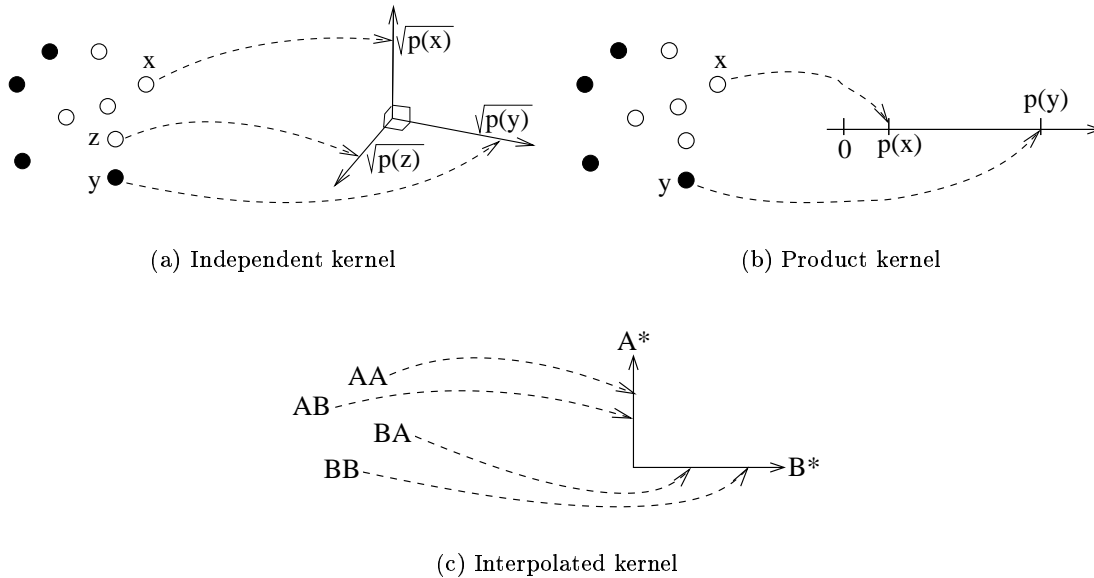 x
z
y
√p(x)
√p(y)
√p(z)
(a) Independent kernel
x
y
0
p(x)
p(y)
(b) Product kernel
AA
AB
BA
BB
A*
B*
(c) Interpolated kernel